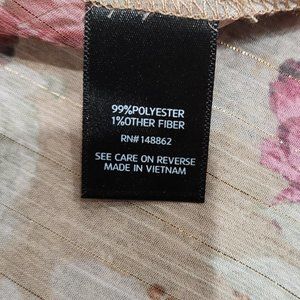 99%POLYESTER
1%OTHER FIBER
RN#148862
SEE CARE ON REVERSE
MADE IN VIETNAM